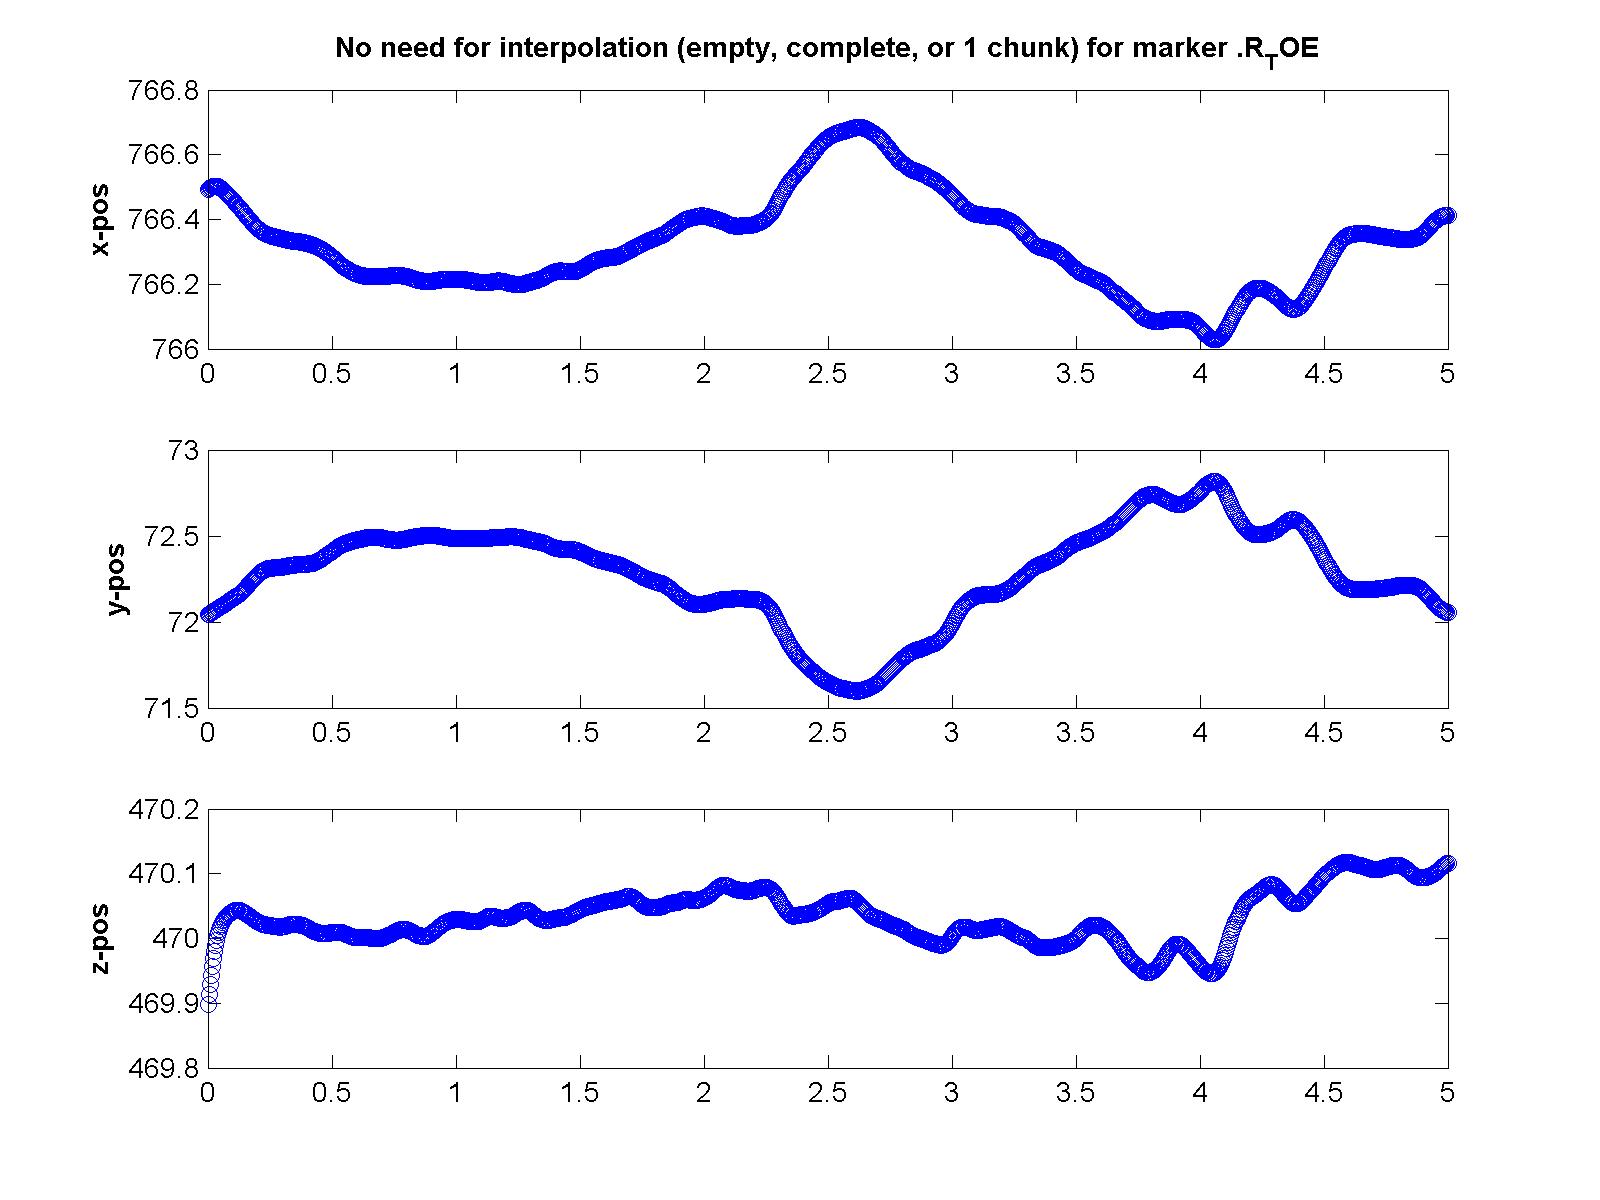 No need for interpolation (empty, complete, or 1 chunk) for marker .R_TOE
766.8
766.6
766.4
766.2
766
x-pos
0 0.5 1 1.5 2 2.5 3 3.5 4 4.5 5
73
72.5
72
71.5
y-pos
0 0.5 1 1.5 2 2.5 3 3.5 4 4.5 5
470.2
470.1
470
469.9
469.8
z-pos
0 0.5 1 1.5 2 2.5 3 3.5 4 4.5 5